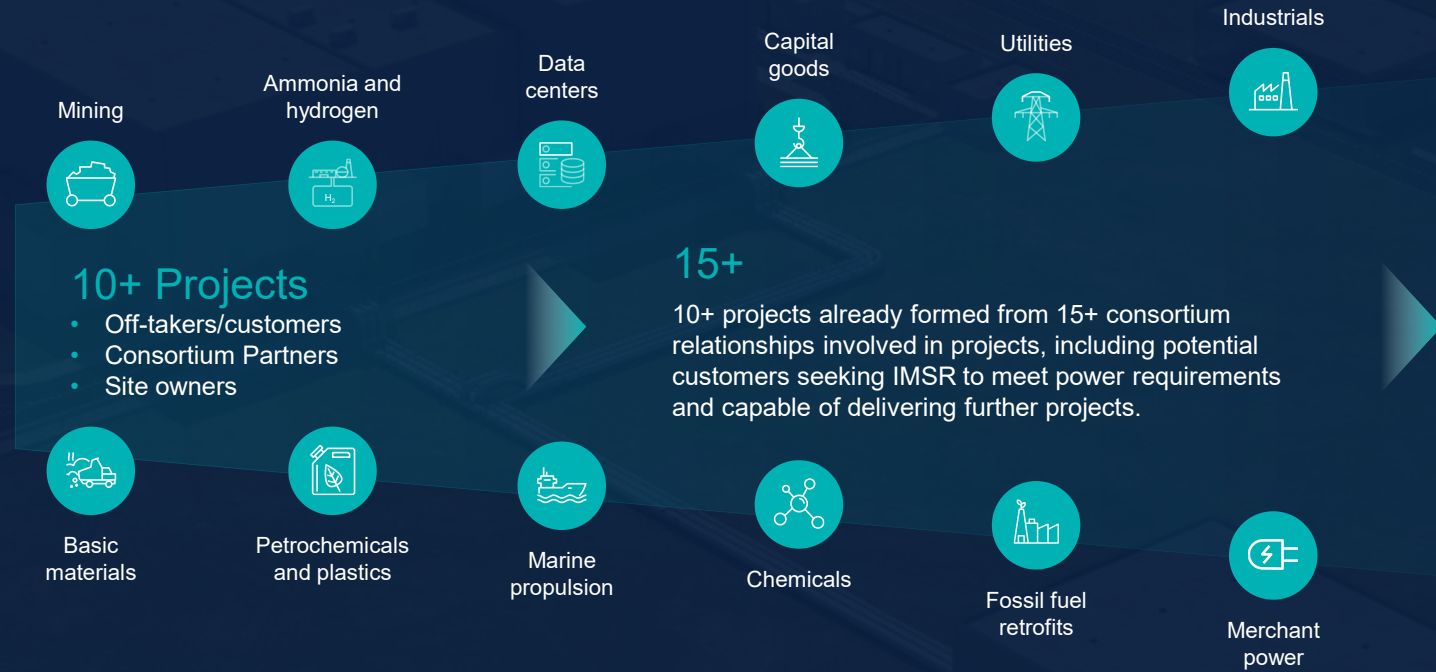 Industrials
Capital
goods
Utilities
Data
centers
Ammonia and
hydrogen
Mining
H2
10+ Projects
• Off-takers/customers
• Consortium Partners
• Site owners
15+
10+ projects already formed from 15+ consortium
relationships involved in projects, including potential
customers seeking IMSR to meet power requirements
and capable of delivering further projects.
Basic
materials
Petrochemicals
and plastics
Marine
propulsion
Chemicals
Fossil fuel
retrofits
Merchant
power